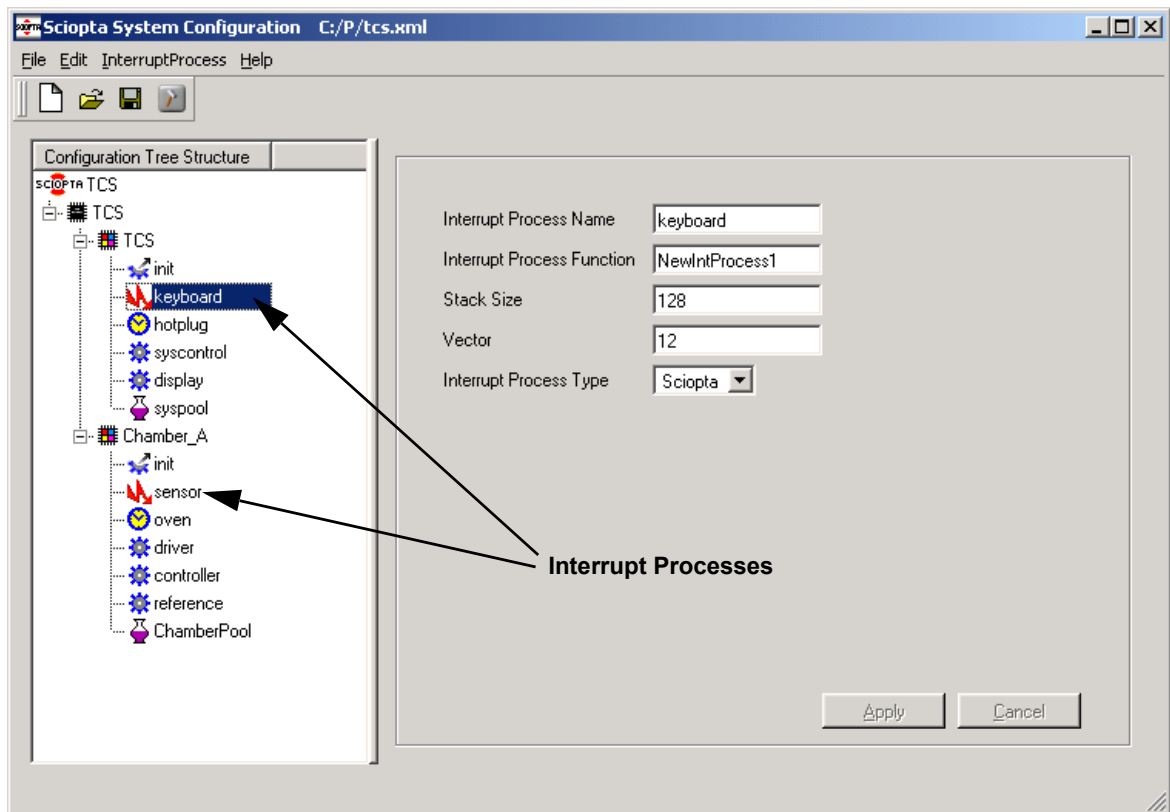 Sciopta System Configuration C:/P/tcs.xml
File Edit InterruptProcess Help
Configuration Tree Structure
SCIOPTA TCS
TCS
TCS
init
keyboard
hotplug
syscontrol
display
syspool
Chamber_A
init
sensor
oven
driver
controller
reference
ChamberPool
Interrupt Process Name keyboard
Interrupt Process Function NewIntProcess1
Stack Size 128
Vector 12
Interrupt Process Type Sciopta
Interrupt Processes
Apply Cancel